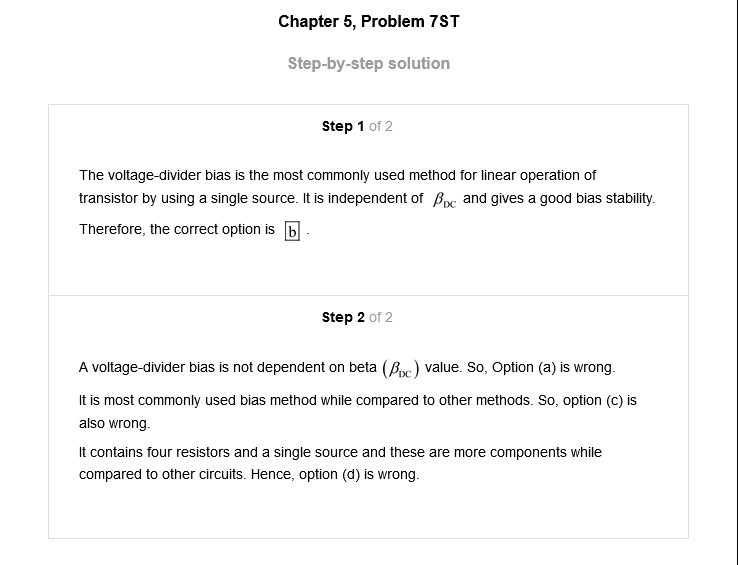 Chapter 5, Problem 7ST
Step-by-step solution
Step 1 of 2
The voltage-divider bias is the most commonly used method for linear operation of
transistor by using a single source. It is independent of β_DC and gives a good bias stability.
Therefore, the correct option is b .
Step 2 of 2
A voltage-divider bias is not dependent on beta (β_DC) value. So, Option (a) is wrong.
It is most commonly used bias method while compared to other methods. So, option (c) is
also wrong.
It contains four resistors and a single source and these are more components while
compared to other circuits. Hence, option (d) is wrong.